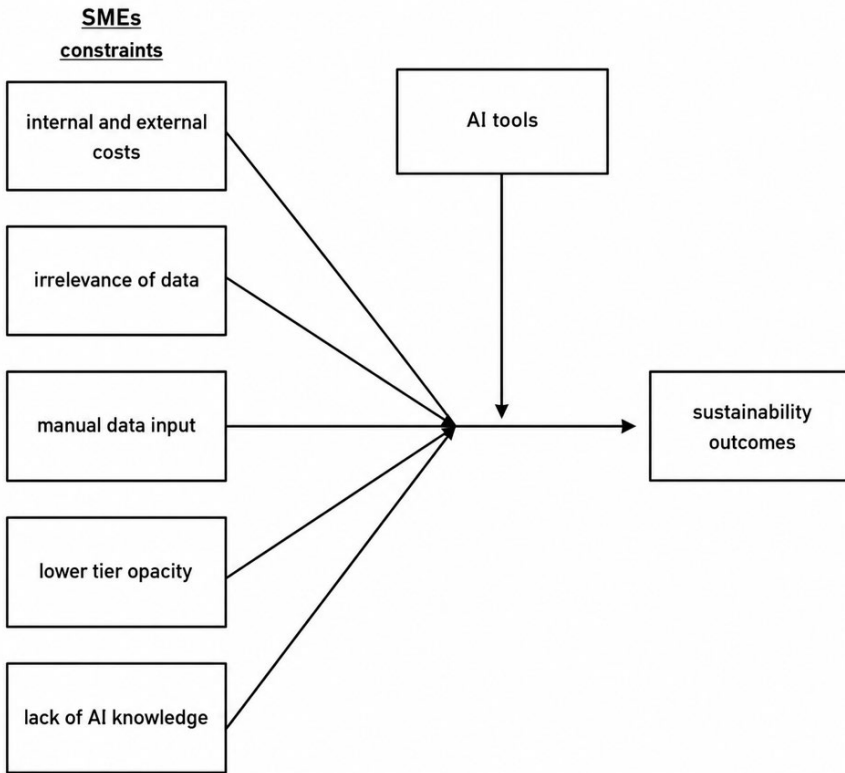 SMEs
constraints
internal and external
costs
AI tools
irrelevance of data
manual data input
sustainability
outcomes
lower tier opacity
lack of AI knowledge